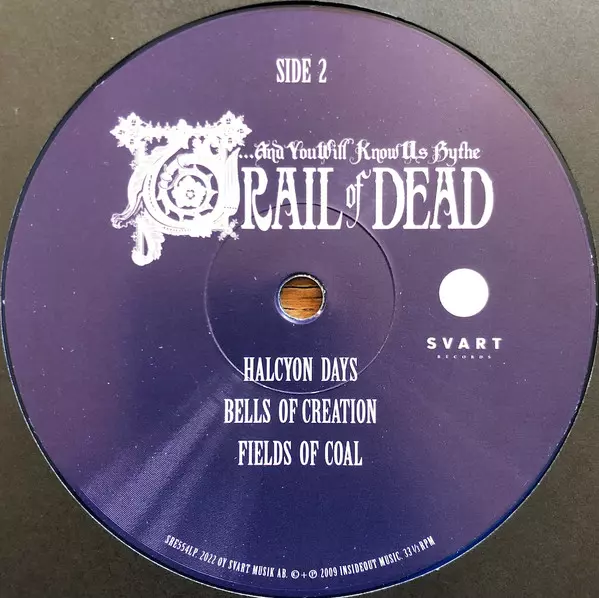 SIDE 2
...And You Will Know Us By the
TRAIL of DEAD
SVART
RECORDS
HALCYON DAYS
BELLS OF CREATION
FIELDS OF COAL
SRE554LP. 2022 OY SVART MUSIK AB. ©+℗ 2009 INSIDEOUT MUSIC. 33⅓ RPM